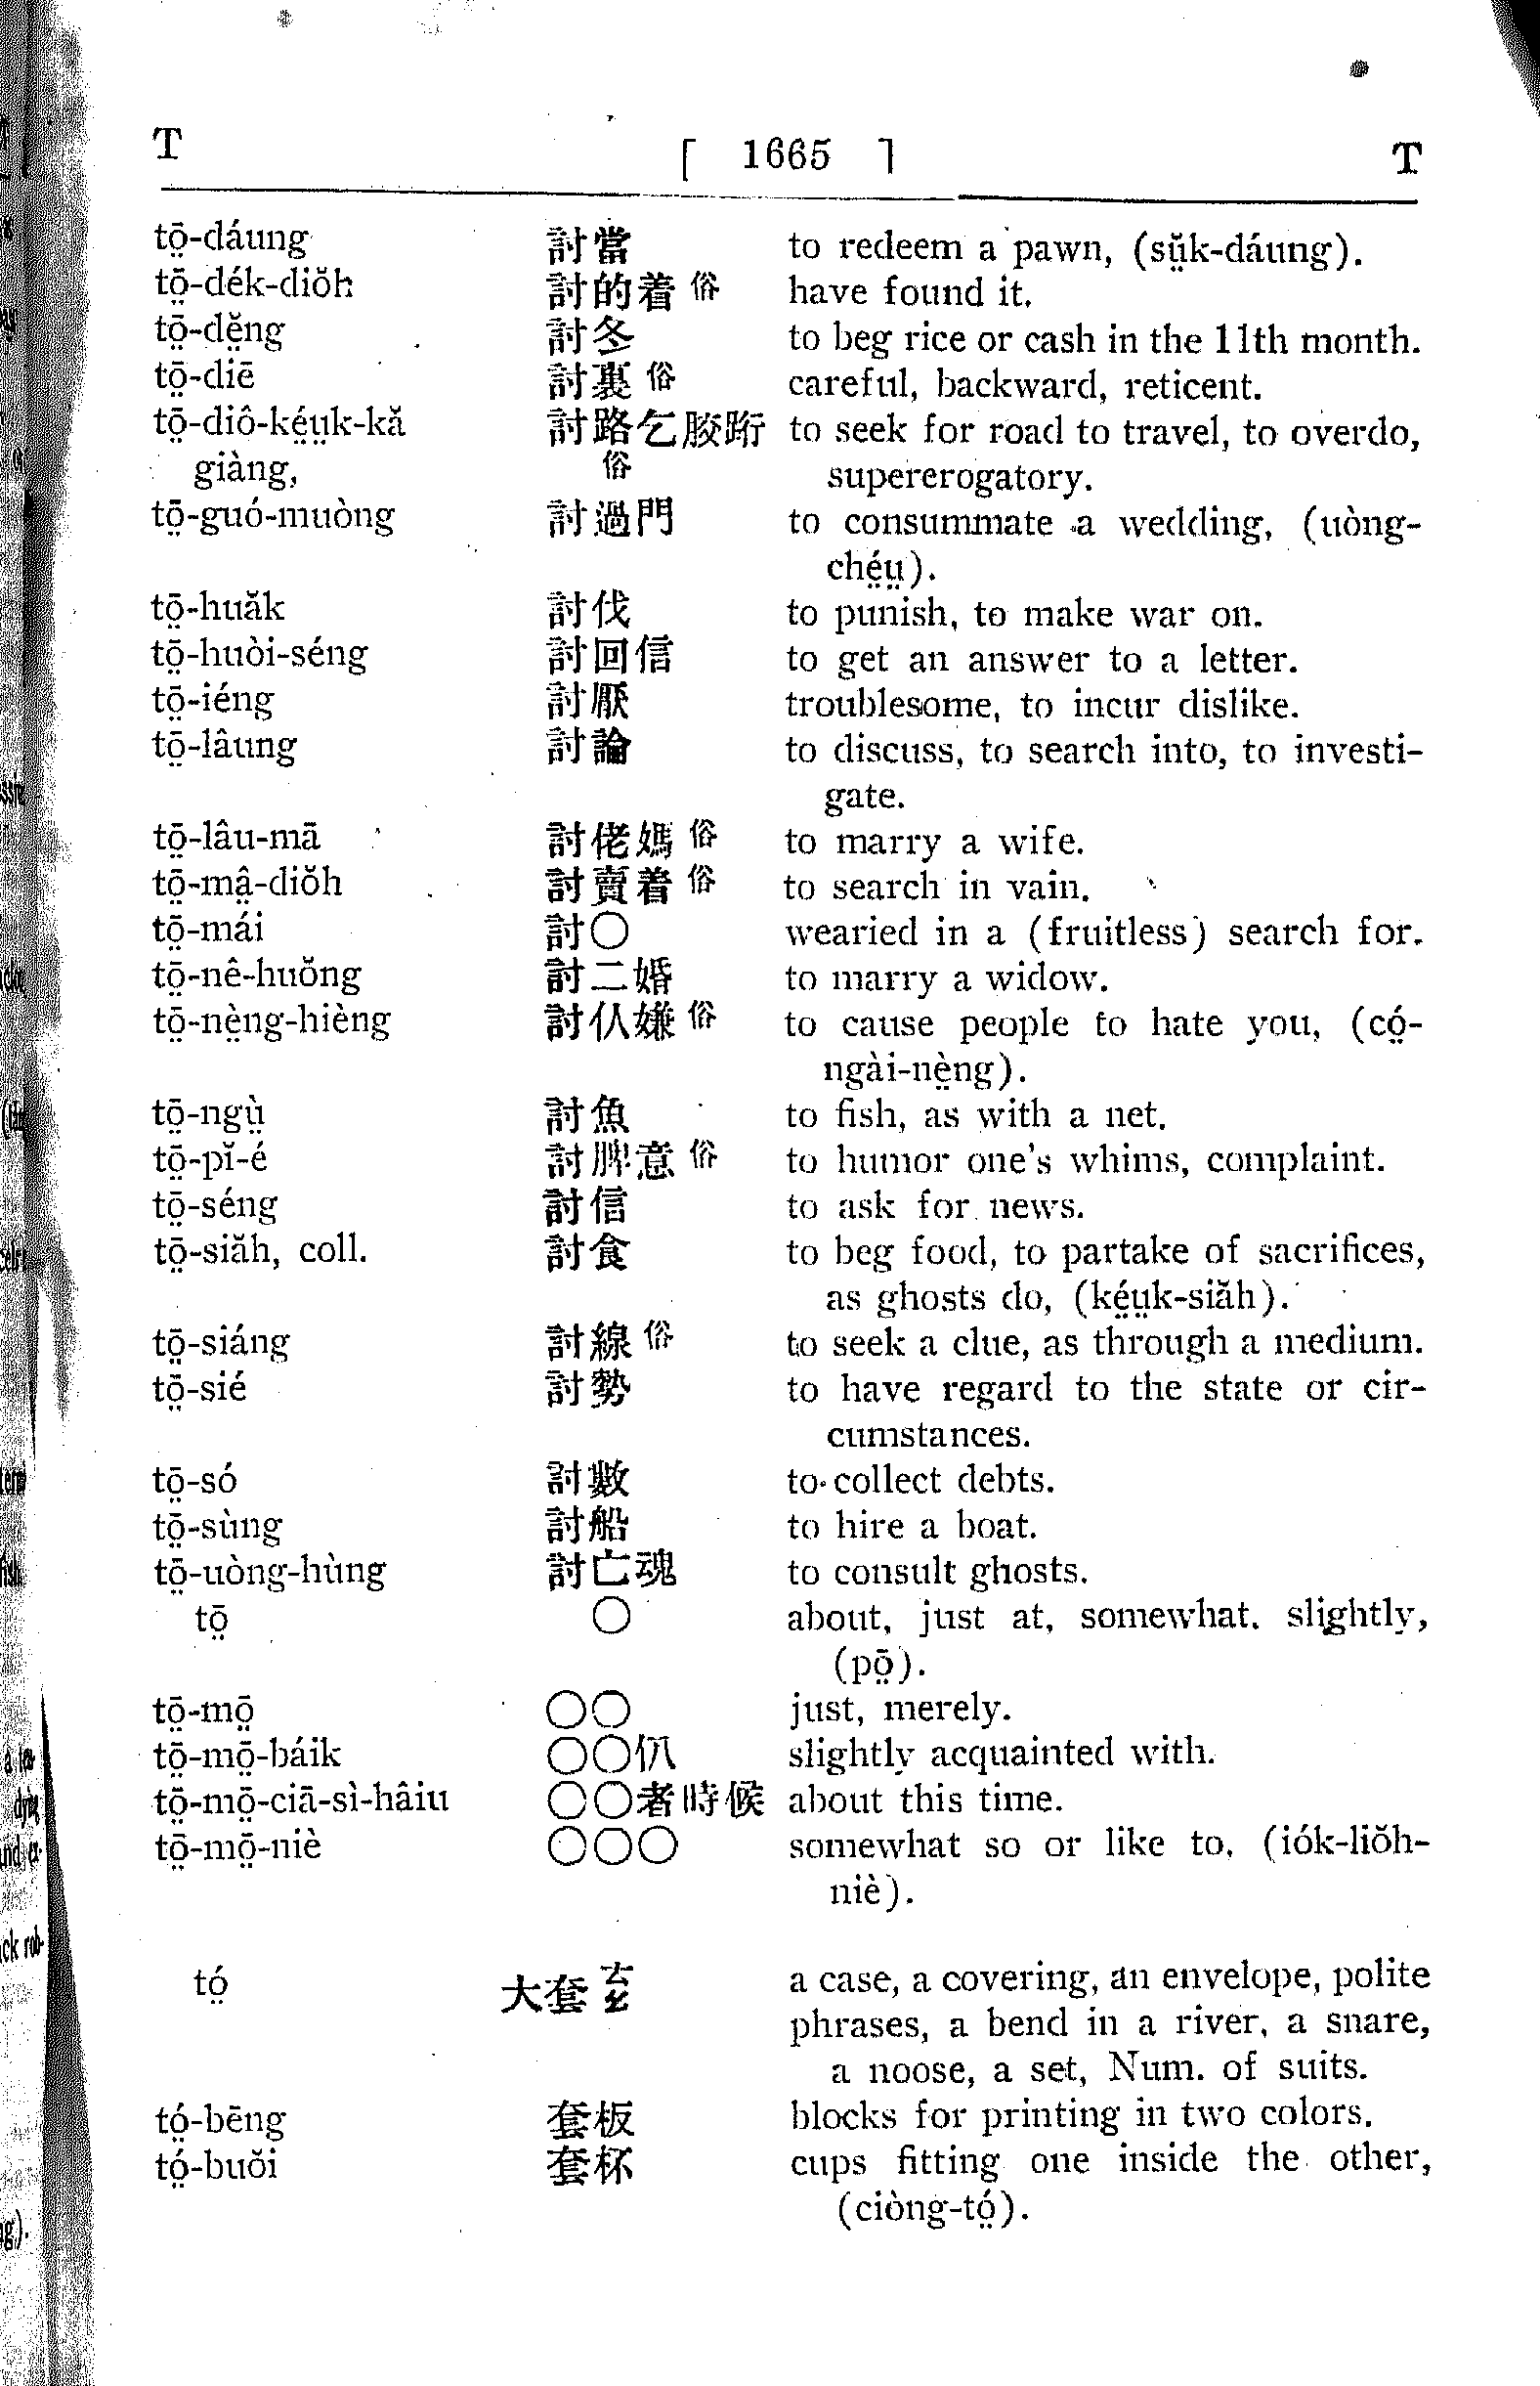 T [ 1665 ] T
tō̤-dáung 討當 to redeem a pawn, (sṳ̆k-dáung).
tō̤-dék-diŏh 討的着俗 have found it.
tō̤-dĕ̤ng 討冬 to beg rice or cash in the 11th month.
tō̤-diē 討裏俗 careful, backward, reticent.
tō̤-diô-ké̤ṳk-kă 討路乞骹跨 to seek for road to travel, to overdo,
giàng, 俗 supererogatory.
tō̤-guó-muòng 討過門 to consummate a wedding, (uòng-
ché̤ṳ).
tō̤-huăk 討伐 to punish, to make war on.
tō̤-huòi-séng 討回信 to get an answer to a letter.
tō̤-iéng 討厭 troublesome, to incur dislike.
tō̤-lâung 討論 to discuss, to search into, to investi-
gate.
tō̤-lâu-mā 討佬媽俗 to marry a wife.
tō̤-mâ̤-diŏh 討賣着俗 to search in vain.
tō̤-mái 討〇 wearied in a (fruitless) search for.
tō̤-nê-huŏng 討二婚 to marry a widow.
tō̤-nè̤ng-hièng 討仈嫌俗 to cause people to hate you, (có̤-
ngài-nè̤ng).
tō̤-ngṳ̀ 討魚 to fish, as with a net.
tō̤-pĭ-é 討脾意俗 to humor one's whims, complaint.
tō̤-séng 討信 to ask for news.
tō̤-siăh, coll. 討食 to beg food, to partake of sacrifices,
as ghosts do, (ké̤ṳk-siăh).
tō̤-siáng 討線俗 to seek a clue, as through a medium.
tō̤-sié 討勢 to have regard to the state or cir-
cumstances.
tō̤-só 討數 to collect debts.
tō̤-sùng 討船 to hire a boat.
tō̤-uòng-hùng 討亡魂 to consult ghosts.
tō̤ 〇 about, just at, somewhat. slightly,
(pō̤).
tō̤-mō̤ 〇〇 just, merely.
tō̤-mō̤-báik 〇〇仈 slightly acquainted with.
tō̤-mō̤-ciā-sì-hâiu 〇〇者時候 about this time.
tō̤-mō̤-niè 〇〇〇 somewhat so or like to, (iók-liŏh-
niè).
tó̤ 大套 a case, a covering, an envelope, polite
phrases, a bend in a river, a snare,
a noose, a set, Num. of suits.
tó̤-bēng 套板 blocks for printing in two colors.
tó̤-buŏi 套杯 cups fitting one inside the other,
(ciòng-tó̤).